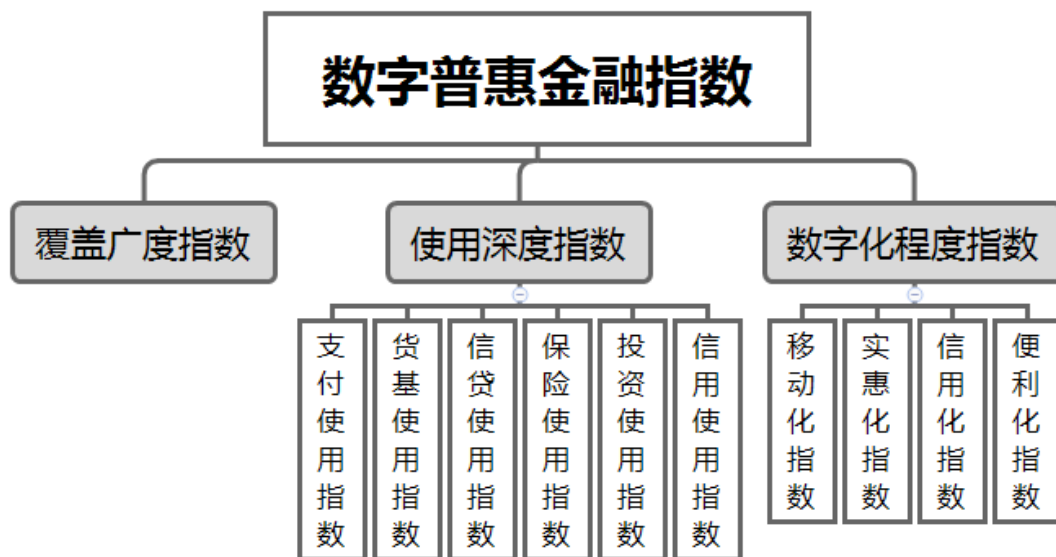 数字普惠金融指数
覆盖广度指数
使用深度指数
数字化程度指数
支付使用指数
货基使用指数
信贷使用指数
保险使用指数
投资使用指数
信用使用指数
移动化指数
实惠化指数
信用化指数
便利化指数